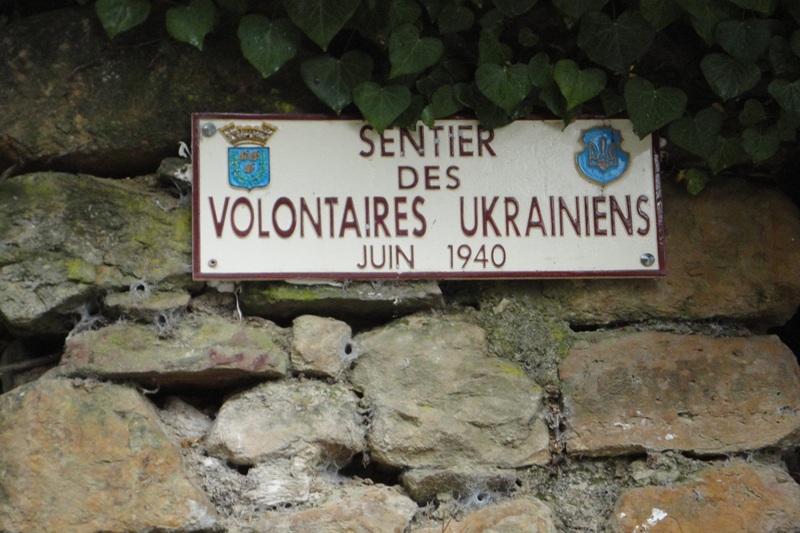 SENTIER
DES
VOLONTAIRES UKRAINIENS
JUIN 1940